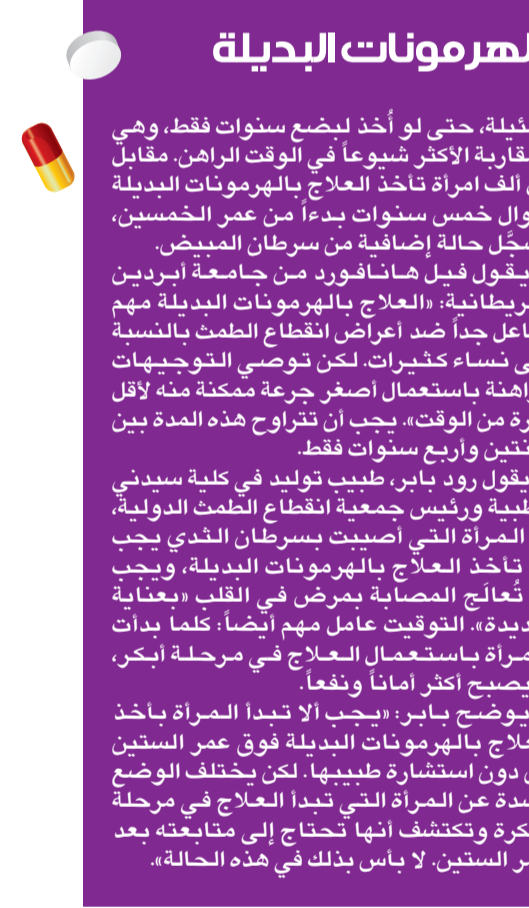 لهرمونات البديلة
ئيلة، حتى لو أُخذ لبضع سنوات فقط، وهي
مقاربة الأكثر شيوعاً في الوقت الراهن. مقابل
ألف امرأة تأخذ العلاج بالهرمونات البديلة
وال خمس سنوات بدءاً من عمر الخمسين،
سجَّل حالة إضافية من سرطان المبيض.
يقول فيل هانافورد من جامعة أبردين
ريطانية: «العلاج بالهرمونات البديلة مهم
اعل جداً ضد أعراض انقطاع الطمث بالنسبة
ى نساء كثيرات. لكن توصي التوجيهات
راهنة باستعمال أصغر جرعة ممكنة منه لأقل
رة من الوقت». يجب أن تتراوح هذه المدة بين
نتين وأربع سنوات فقط.
يقول رود بابر، طبيب توليد في كلية سيدني
طبية ورئيس جمعية انقطاع الطمث الدولية،
المرأة التي أصيبت بسرطان الثدي يجب
تأخذ العلاج بالهرمونات البديلة، ويجب
تُعالَج المصابة بمرض في القلب «بعناية
ديدة». التوقيت عامل مهم أيضاً: كلما بدأت
مرأة باستعمال العلاج في مرحلة أبكر،
يصبح أكثر أماناً ونفعاً.
يوضح بابر: «يجب ألا تبدأ المرأة بأخذ
علاج بالهرمونات البديلة فوق عمر الستين
دون استشارة طبيبها. لكن يختلف الوضع
دة عن المرأة التي تبدأ العلاج في مرحلة
كرة وتكتشف أنها تحتاج إلى متابعته بعد
ر الستين. لا بأس بذلك في هذه الحالة».